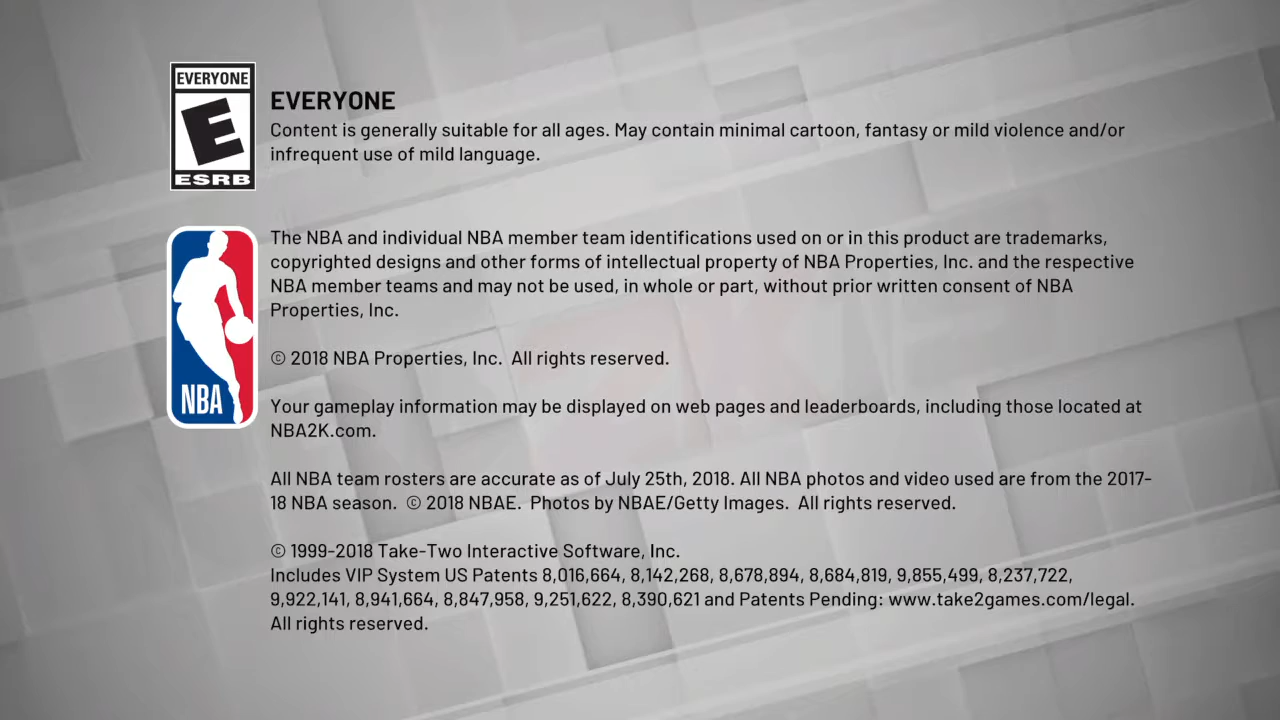 EVERYONE
E
ESRB
EVERYONE
Content is generally suitable for all ages. May contain minimal cartoon, fantasy or mild violence and/or
infrequent use of mild language.
NBA
The NBA and individual NBA member team identifications used on or in this product are trademarks,
copyrighted designs and other forms of intellectual property of NBA Properties, Inc. and the respective
NBA member teams and may not be used, in whole or part, without prior written consent of NBA
Properties, Inc.
© 2018 NBA Properties, Inc.  All rights reserved.
Your gameplay information may be displayed on web pages and leaderboards, including those located at
NBA2K.com.
All NBA team rosters are accurate as of July 25th, 2018. All NBA photos and video used are from the 2017-
18 NBA season.  © 2018 NBAE.  Photos by NBAE/Getty Images.  All rights reserved.
© 1999-2018 Take-Two Interactive Software, Inc.
Includes VIP System US Patents 8,016,664, 8,142,268, 8,678,894, 8,684,819, 9,855,499, 8,237,722,
9,922,141, 8,941,664, 8,847,958, 9,251,622, 8,390,621 and Patents Pending: www.take2games.com/legal.
All rights reserved.